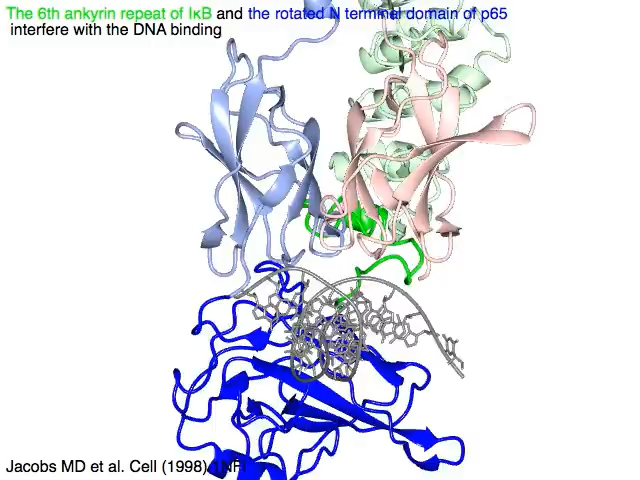 The 6th ankyrin repeat of IκB and the rotated N terminal domain of p65
interfere with the DNA binding
Jacobs MD et al. Cell (1998) 1NFI